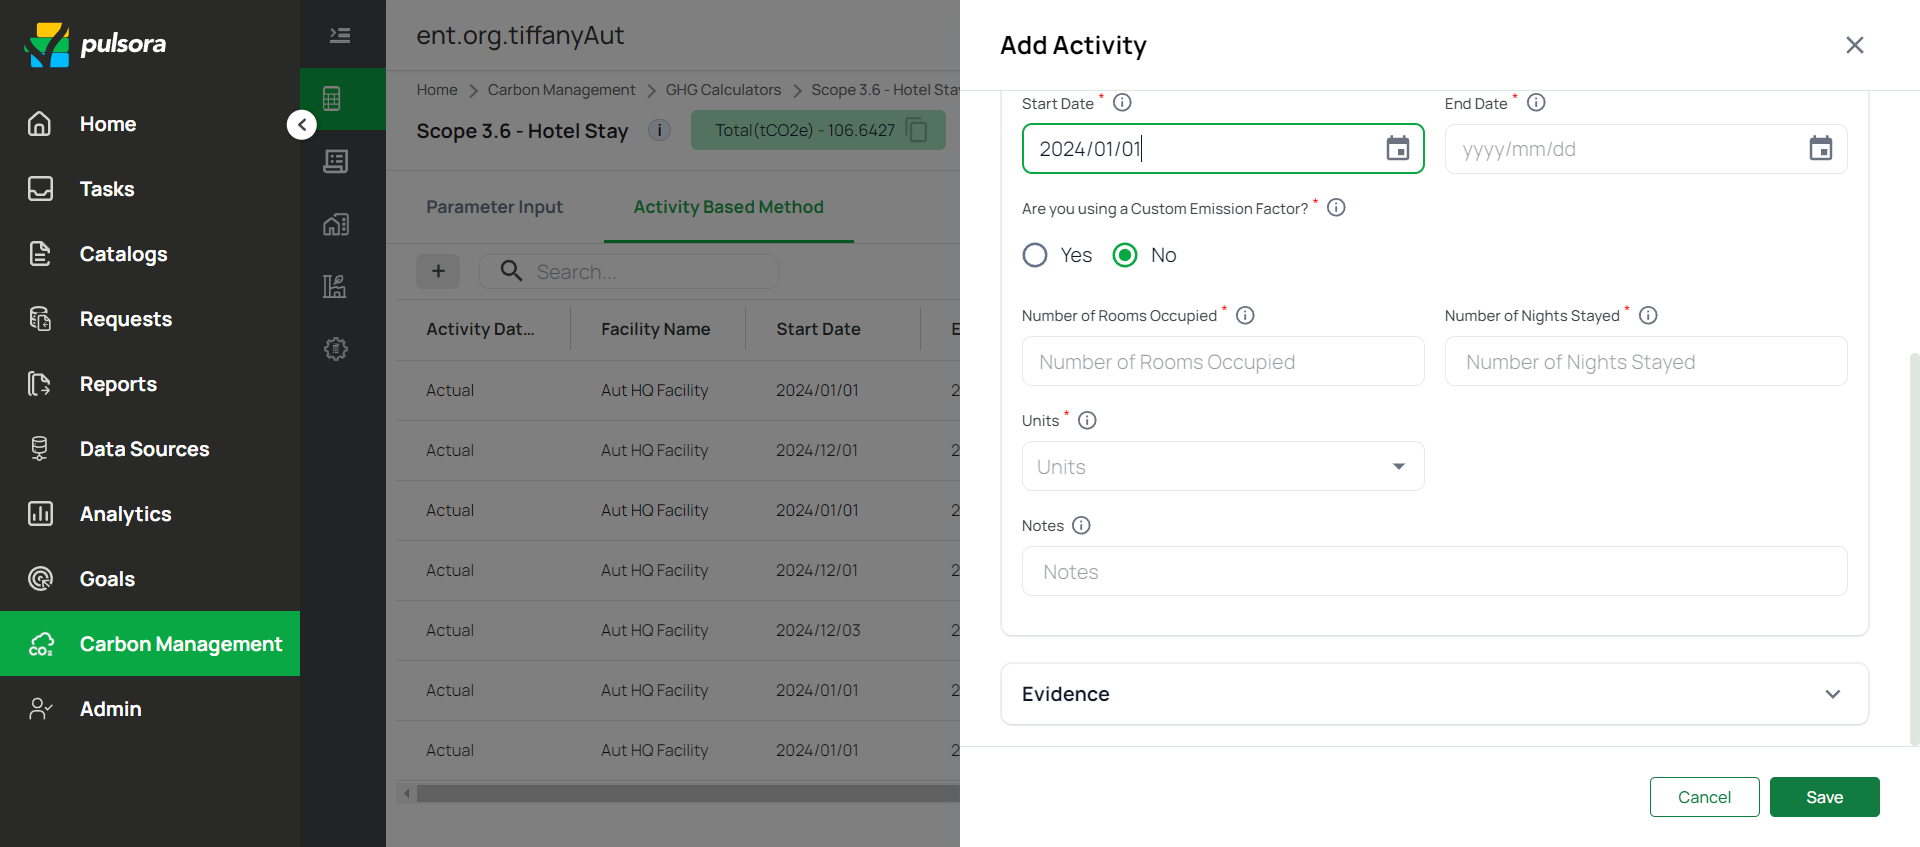 pulsora
Home
Tasks
Catalogs
Requests
Reports
Data Sources
Analytics
Goals
CO₂
Carbon Management
Admin
ent.org.tiffanyAut
Home > Carbon Management > GHG Calculators > Scope 3.6 - Hotel Stay
Scope 3.6 - Hotel Stay
Total(tCO2e) - 106.6427
Parameter Input
Activity Based Method
+
Search...
Activity Dat... Facility Name Start Date E
Actual Aut HQ Facility 2024/01/01 2
Actual Aut HQ Facility 2024/12/01 2
Actual Aut HQ Facility 2024/01/01 2
Actual Aut HQ Facility 2024/12/01 2
Actual Aut HQ Facility 2024/12/03 2
Actual Aut HQ Facility 2024/01/01 2
Actual Aut HQ Facility 2024/01/01 2
Add Activity
Start Date *
End Date *
2024/01/01
yyyy/mm/dd
Are you using a Custom Emission Factor? *
Yes
No
Number of Rooms Occupied *
Number of Nights Stayed *
Number of Rooms Occupied
Number of Nights Stayed
Units *
Units
Notes
Notes
Evidence
Cancel
Save